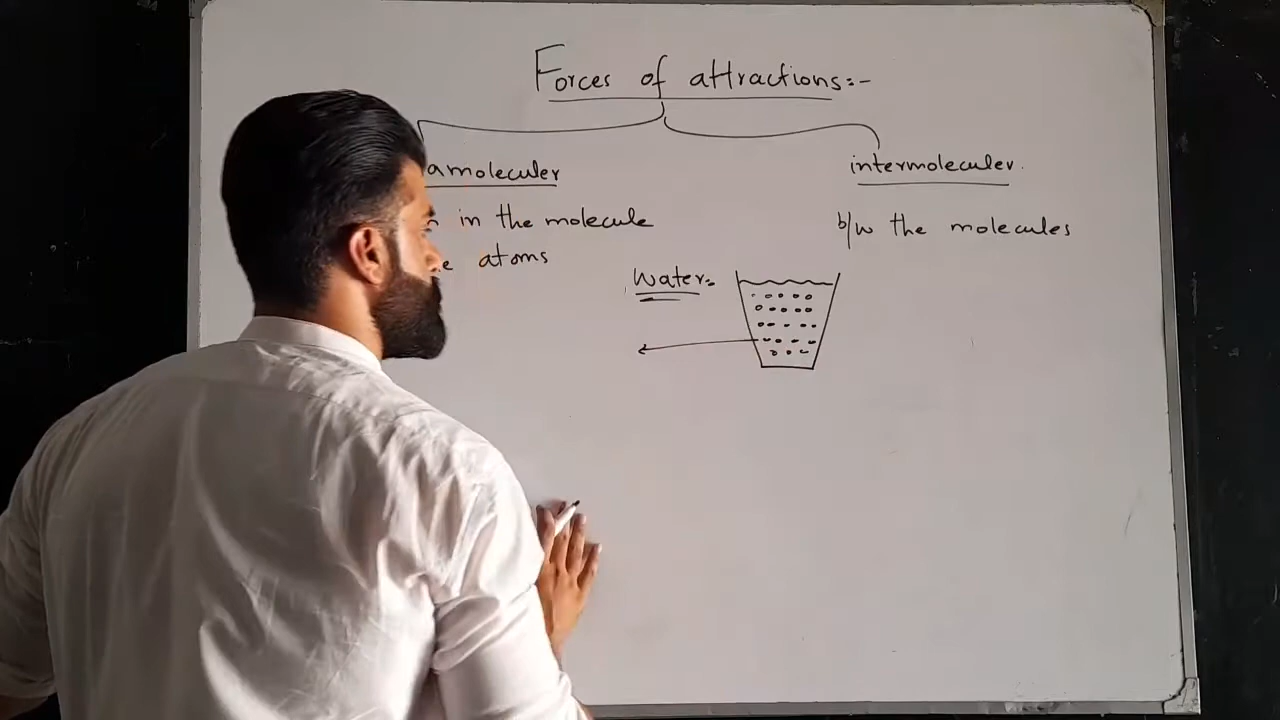 Forces of attractions:-
amoleculer
intermoleculer.
in the molecule
b/w the molecules
atoms
Water: